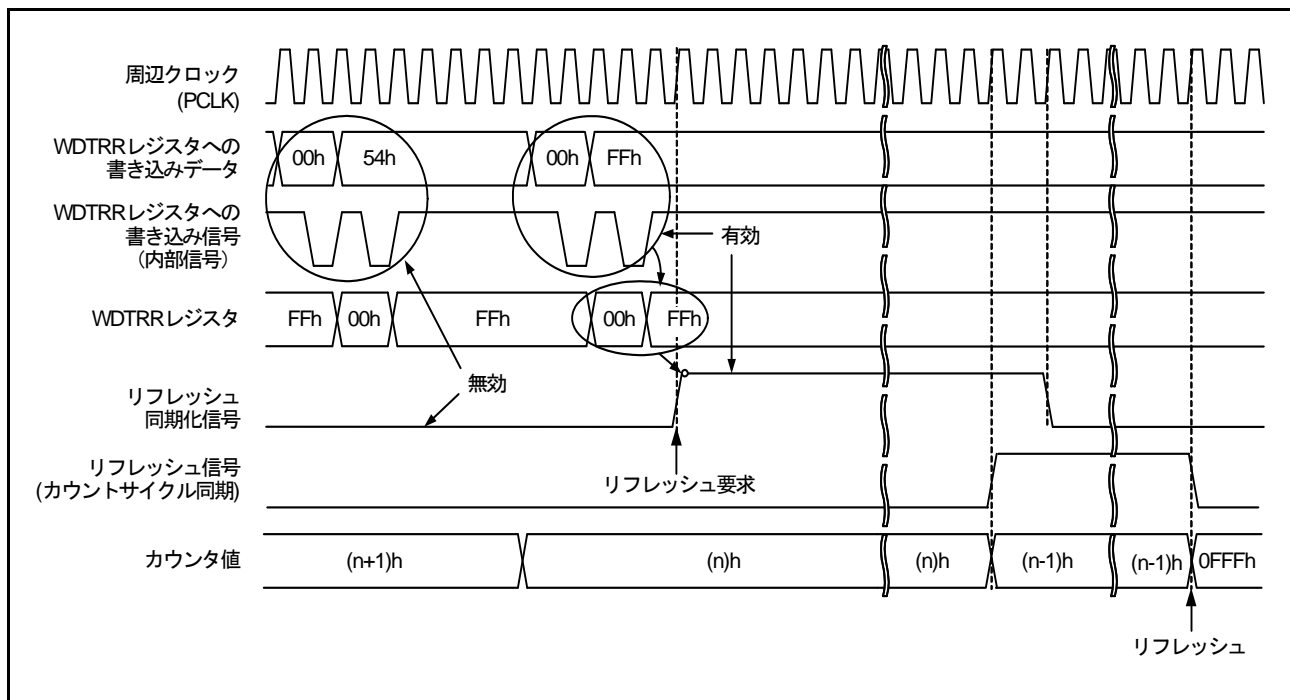 周辺クロック
(PCLK)
WDTRRレジスタへの
書き込みデータ
00h 54h 00h FFh
WDTRRレジスタへの
書き込み信号
(内部信号)
有効
WDTRRレジスタ
FFh 00h FFh 00h FFh
無効
リフレッシュ
同期化信号
リフレッシュ要求
リフレッシュ信号
(カウントサイクル同期)
カウンタ値
(n+1)h (n)h (n)h (n-1)h (n-1)h 0FFFh
リフレッシュ